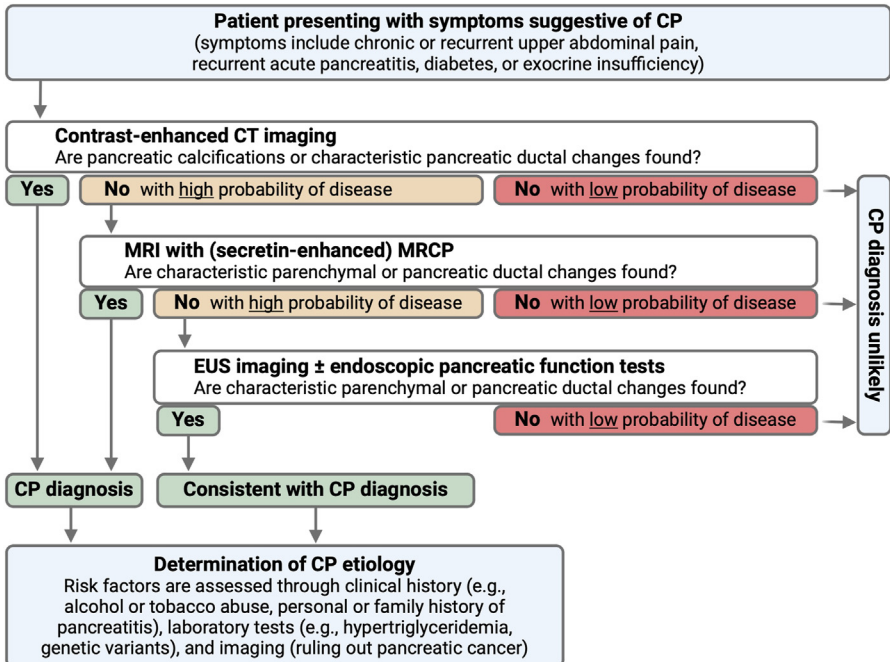 Patient presenting with symptoms suggestive of CP
(symptoms include chronic or recurrent upper abdominal pain,
recurrent acute pancreatitis, diabetes, or exocrine insufficiency)
Contrast-enhanced CT imaging
Are pancreatic calcifications or characteristic pancreatic ductal changes found?
Yes
No with high probability of disease
No with low probability of disease
MRI with (secretin-enhanced) MRCP
Are characteristic parenchymal or pancreatic ductal changes found?
Yes
No with high probability of disease
No with low probability of disease
EUS imaging ± endoscopic pancreatic function tests
Are characteristic parenchymal or pancreatic ductal changes found?
Yes
No with low probability of disease
CP diagnosis unlikely
CP diagnosis
Consistent with CP diagnosis
Determination of CP etiology
Risk factors are assessed through clinical history (e.g.,
alcohol or tobacco abuse, personal or family history of
pancreatitis), laboratory tests (e.g., hypertriglyceridemia,
genetic variants), and imaging (ruling out pancreatic cancer)